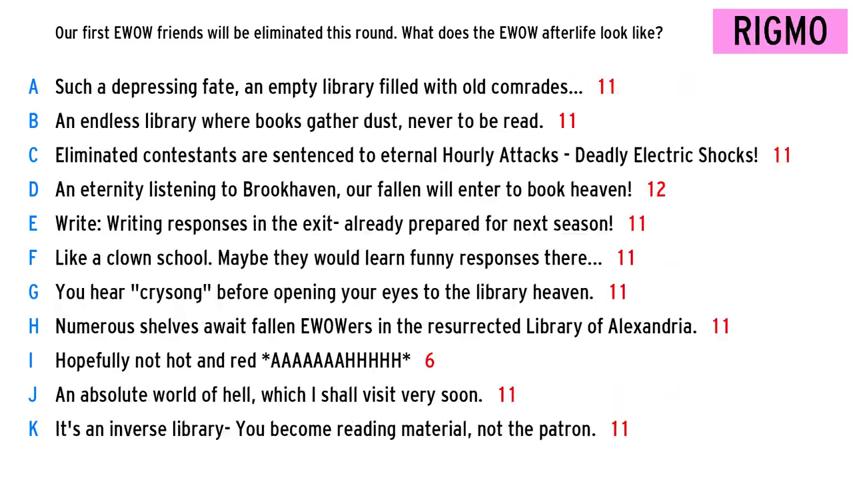 Our first EWOW friends will be eliminated this round. What does the EWOW afterlife look like?
RIGMO
A Such a depressing fate, an empty library filled with old comrades... 11
B An endless library where books gather dust, never to be read. 11
C Eliminated contestants are sentenced to eternal Hourly Attacks - Deadly Electric Shocks! 11
D An eternity listening to Brookhaven, our fallen will enter to book heaven! 12
E Write: Writing responses in the exit- already prepared for next season! 11
F Like a clown school. Maybe they would learn funny responses there... 11
G You hear "crysong" before opening your eyes to the library heaven. 11
H Numerous shelves await fallen EWOWers in the resurrected Library of Alexandria. 11
I Hopefully not hot and red *AAAAAAAHHHHH* 6
J An absolute world of hell, which I shall visit very soon. 11
K It's an inverse library- You become reading material, not the patron. 11